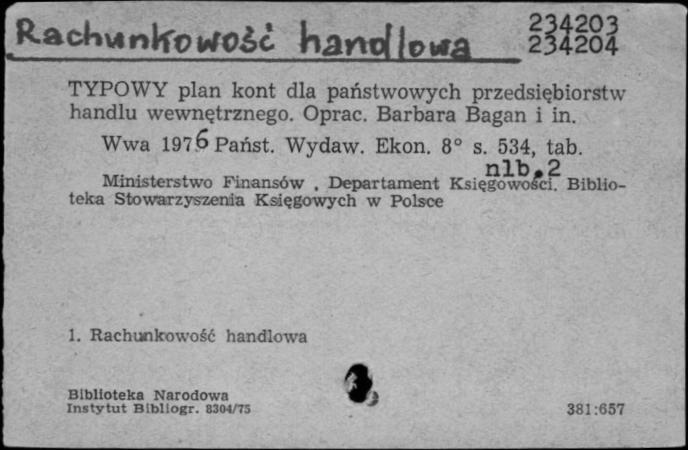 Rachunkowość handlowa
234203
234204
TYPOWY plan kont dla państwowych przedsiębiorstw
handlu wewnętrznego. Oprac. Barbara Bagan i in.
Wwa 1976 Państ. Wydaw. Ekon. 8° s. 534, tab.
nlb. 2
Ministerstwo Finansów , Departament Księgowości. Biblio-
teka Stowarzyszenia Księgowych w Polsce
1. Rachunkowość handlowa
Biblioteka Narodowa
Instytut Bibliogr. 8304/75
381:657